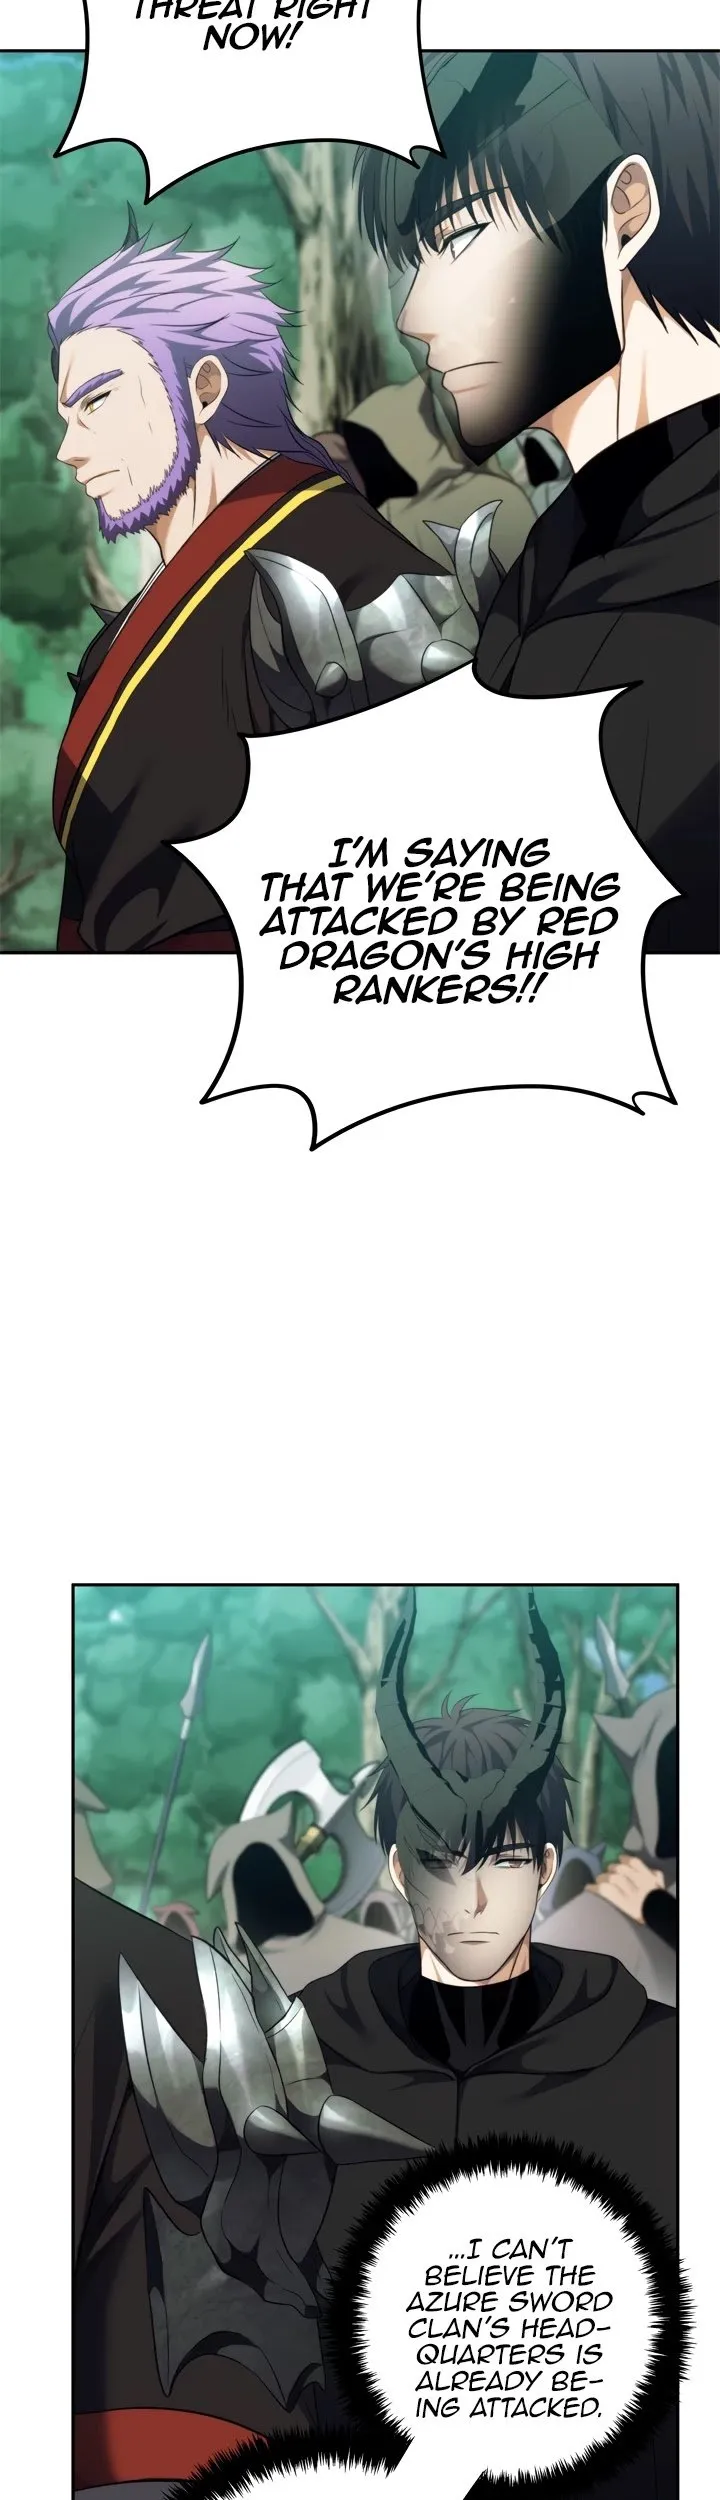 THREAT RIGHT
NOW!
I'M SAYING
THAT WE'RE BEING
ATTACKED BY RED
DRAGON'S HIGH
RANKERS!!
...I CAN'T
BELIEVE THE
AZURE SWORD
CLAN'S HEAD-
QUARTERS IS
ALREADY BE-
ING ATTACKED.